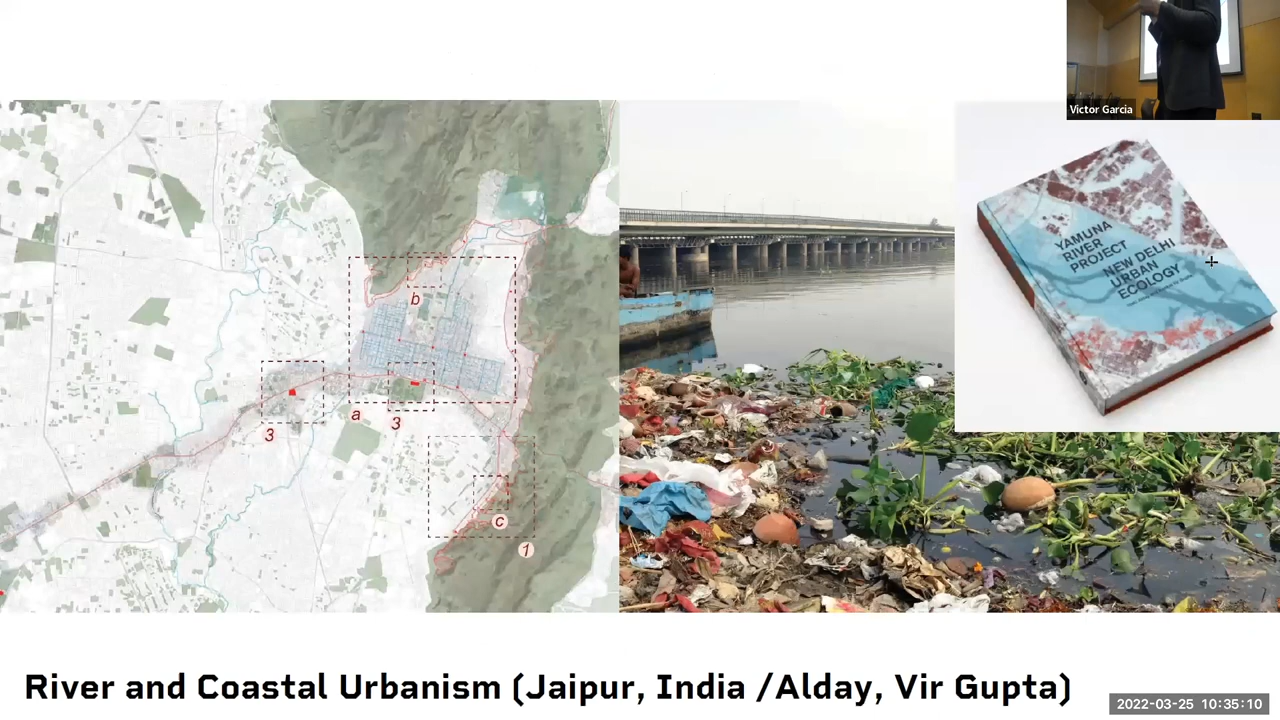 Victor Garcia
YAMUNA
RIVER
PROJECT
NEW DELHI
URBAN
ECOLOGY
b
3
a
3
c
1
River and Coastal Urbanism (Jaipur, India /Alday, Vir Gupta)
2022-03-25 10:35:10